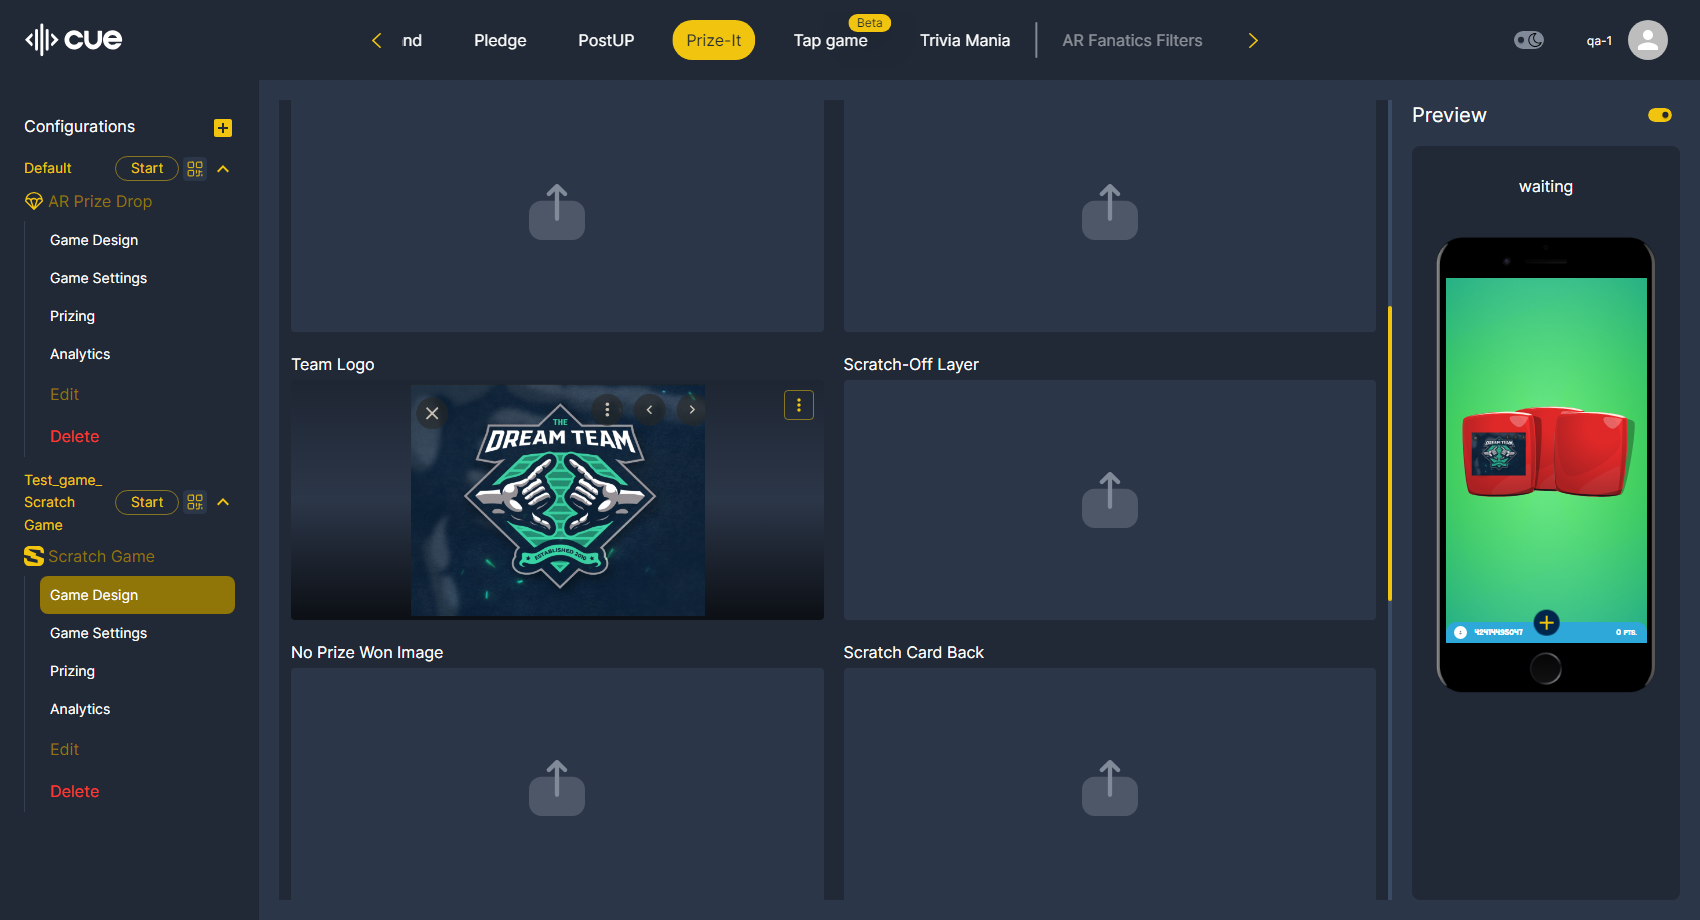 cue
nd
Pledge
PostUP
Prize-It
Beta
Tap game
Trivia Mania
AR Fanatics Filters
qa-1
Configurations
Default
Start
AR Prize Drop
Game Design
Game Settings
Prizing
Analytics
Edit
Delete
Test_game_
Scratch
Game
Start
Scratch Game
Game Design
Game Settings
Prizing
Analytics
Edit
Delete
Team Logo
THE
DREAM TEAM
ESTABLISHED 2010
Scratch-Off Layer
No Prize Won Image
Scratch Card Back
Preview
waiting
DREAM TEAM
0 PTS.